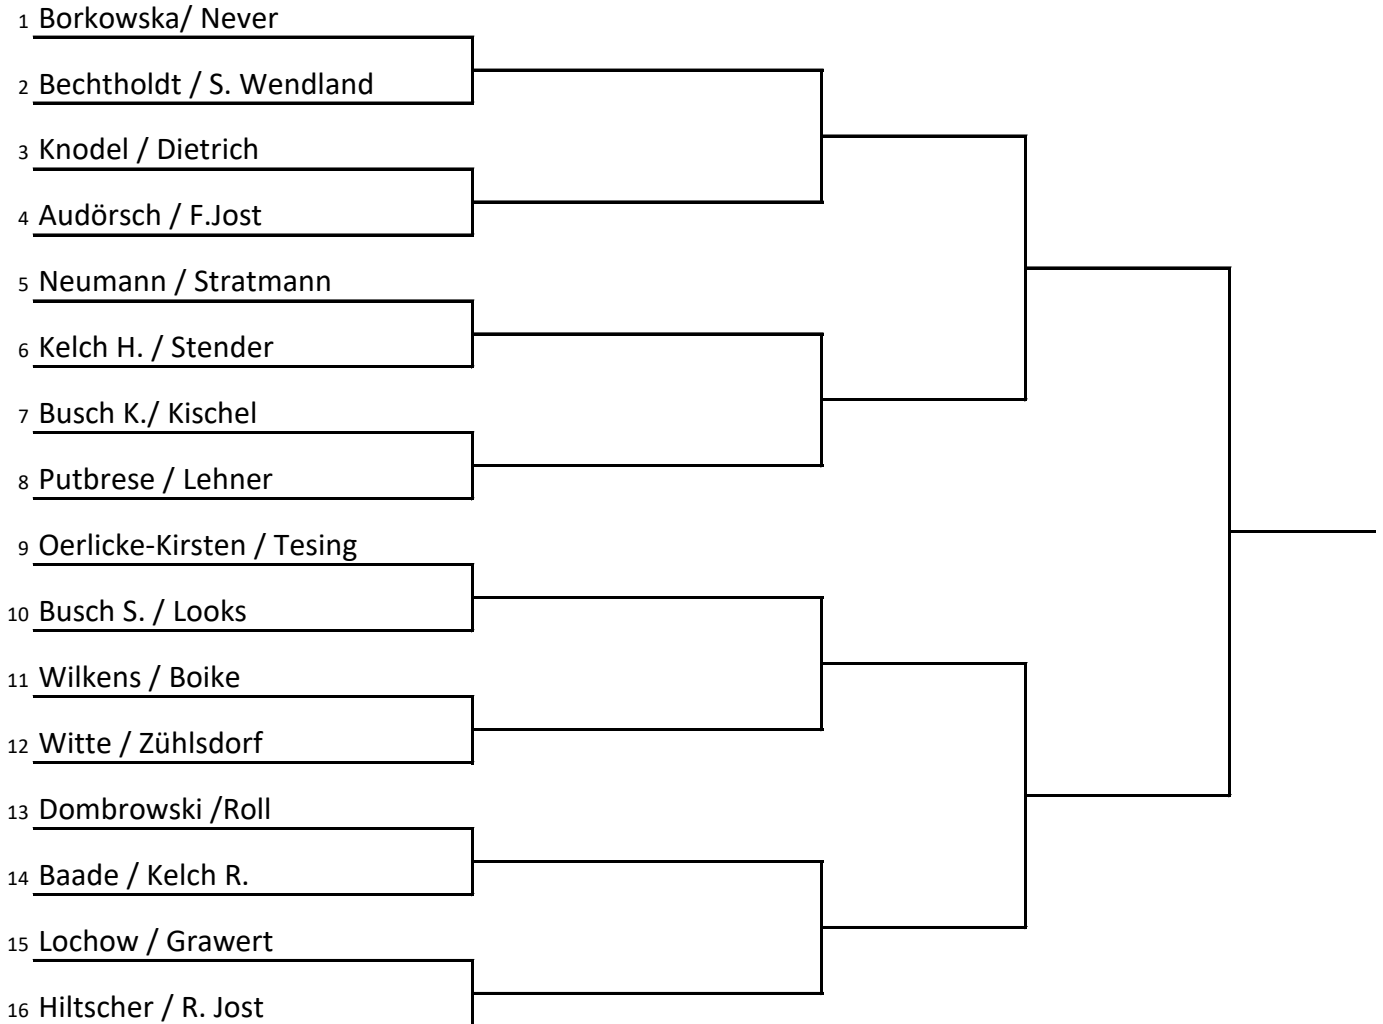 1 Borkowska/ Never
2 Bechtholdt / S. Wendland
3 Knodel / Dietrich
4 Audörsch / F.Jost
5 Neumann / Stratmann
6 Kelch H. / Stender
7 Busch K./ Kischel
8 Putbrese / Lehner
9 Oerlicke-Kirsten / Tesing
10 Busch S. / Looks
11 Wilkens / Boike
12 Witte / Zühlsdorf
13 Dombrowski /Roll
14 Baade / Kelch R.
15 Lochow / Grawert
16 Hiltscher / R. Jost